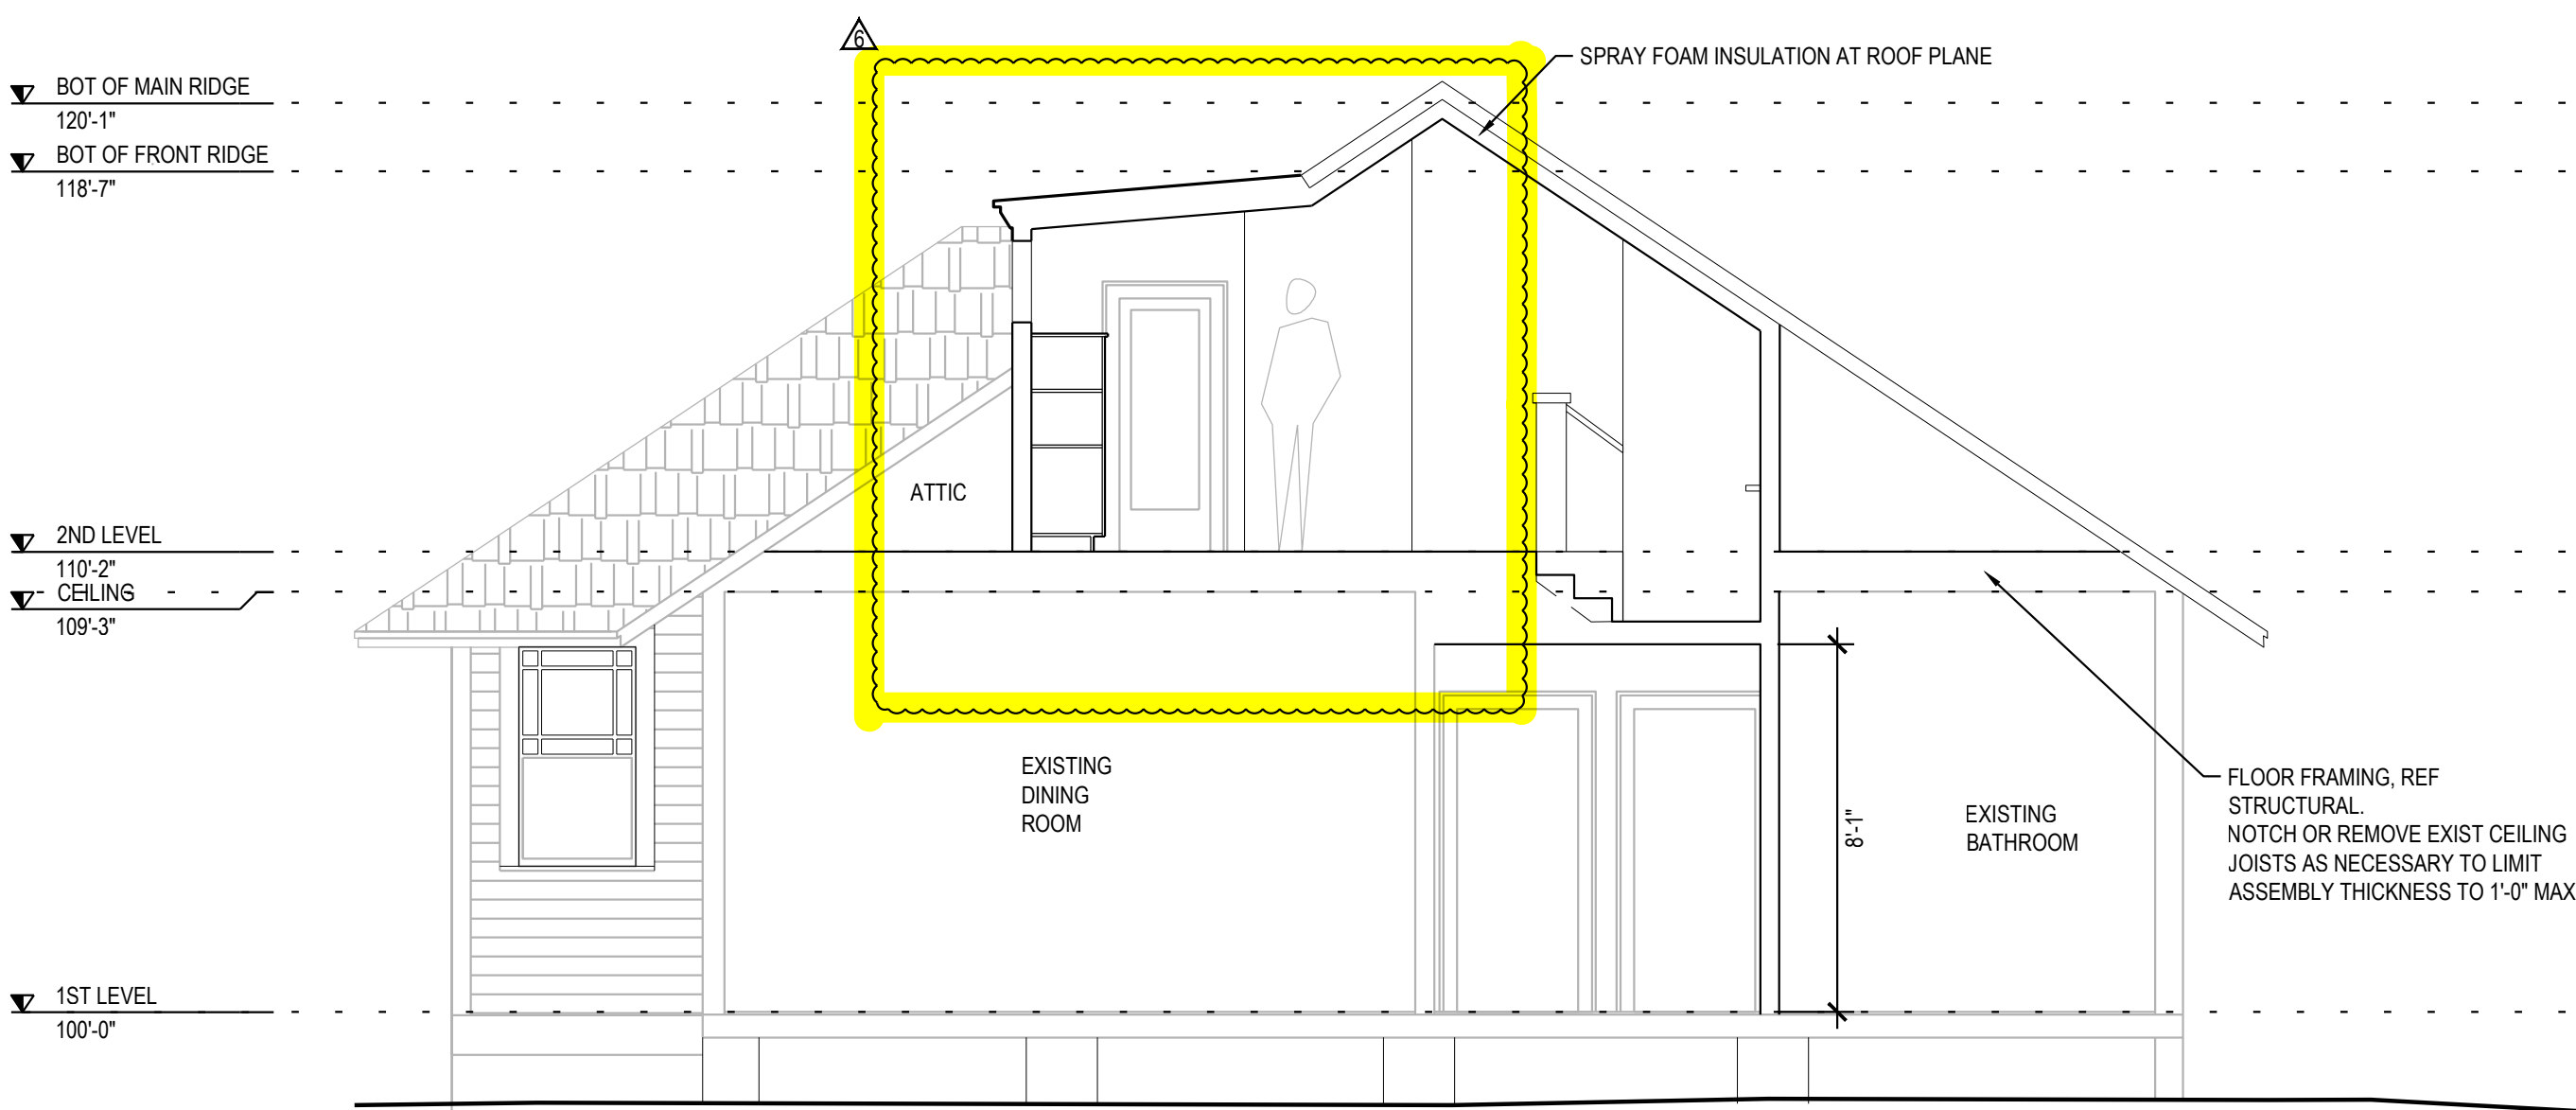 6
SPRAY FOAM INSULATION AT ROOF PLANE
BOT OF MAIN RIDGE
120'-1"
BOT OF FRONT RIDGE
118'-7"
ATTIC
2ND LEVEL
110'-2"
CEILING
109'-3"
EXISTING
DINING
ROOM
8'-1"
EXISTING
BATHROOM
FLOOR FRAMING, REF
STRUCTURAL.
NOTCH OR REMOVE EXIST CEILING
JOISTS AS NECESSARY TO LIMIT
ASSEMBLY THICKNESS TO 1'-0" MAX
1ST LEVEL
100'-0"